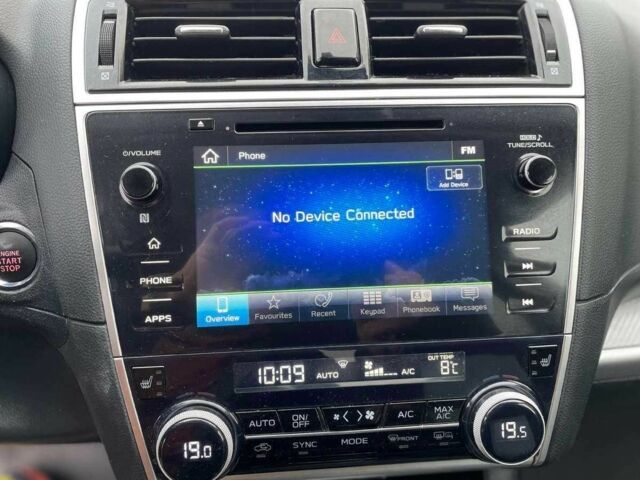 HOLD
VOLUME
TUNE/SCROLL
Phone
FM
Add Device
No Device Connected
ENGINE
START
STOP
PHONE
APPS
RADIO
Overview
Favourites
Recent
Keypad
Phonebook
Messages
10:09
AUTO
A/C
OUT TEMP
8°C
AUTO
ON/
OFF
A/C
MAX
A/C
SYNC
MODE
FRONT
19.0
19.5